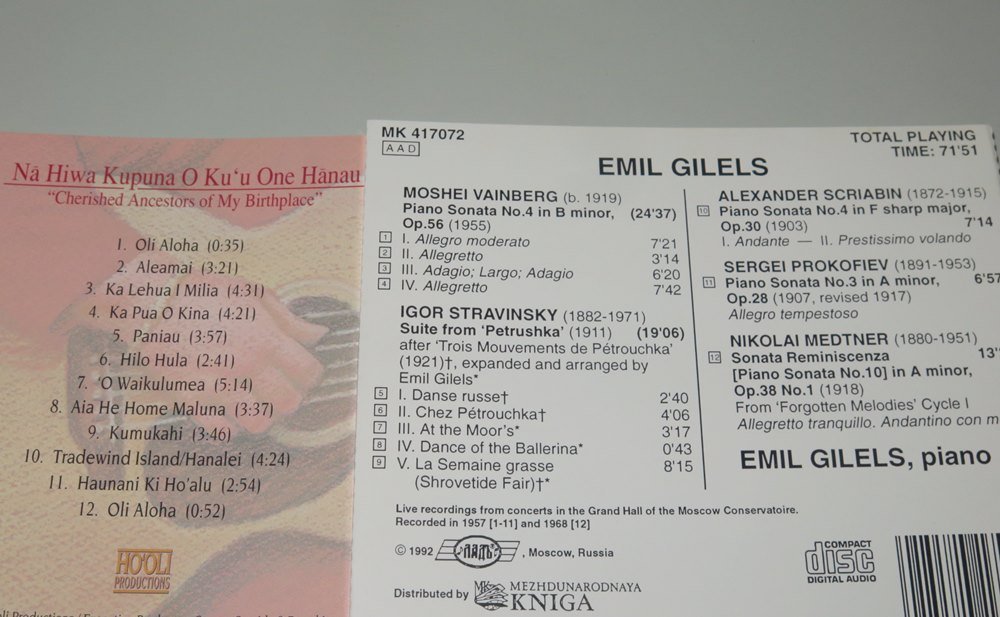 Nā Hiwa Kupuna O Ku‘u One Hānau
“Cherished Ancestors of My Birthplace”
1. Oli Aloha (0:35)
2. Aleamai (3:21)
3. Ka Lehua I Milia (4:31)
4. Ka Pua O Kina (4:21)
5. Paniau (3:57)
6. Hilo Hula (2:41)
7. ‘O Waikulumea (5:14)
8. Aia He Home Maluna (3:37)
9. Kumukahi (3:46)
10. Tradewind Island/Hanalei (4:24)
11. Haunani Ki Ho‘alu (2:54)
12. Oli Aloha (0:52)
HO‘OLI
PRODUCTIONS
MK 417072
AAD
TOTAL PLAYING
TIME: 71'51
EMIL GILELS
MOSHEI VAINBERG (b. 1919)
Piano Sonata No.4 in B minor, (24'37)
Op.56 (1955)
1 I. Allegro moderato 7'21
2 II. Allegretto 3'14
3 III. Adagio; Largo; Adagio 6'20
4 IV. Allegretto 7'42
IGOR STRAVINSKY (1882-1971)
Suite from ‘Petrushka’ (1911) (19'06)
after ‘Trois Mouvements de Pétrouchka’
(1921)†, expanded and arranged by
Emil Gilels*
5 I. Danse russe† 2'40
6 II. Chez Pétrouchka† 4'06
7 III. At the Moor’s* 3'17
8 IV. Dance of the Ballerina* 0'43
9 V. La Semaine grasse 8'15
(Shrovetide Fair)†*
ALEXANDER SCRIABIN (1872-1915)
10 Piano Sonata No.4 in F sharp major, 7'14
Op.30 (1903)
I. Andante — II. Prestissimo volando
SERGEI PROKOFIEV (1891-1953)
11 Piano Sonata No.3 in A minor, 6'57
Op.28 (1907, revised 1917)
Allegro tempestoso
NIKOLAI MEDTNER (1880-1951)
12 Sonata Reminiscenza 13'
[Piano Sonata No.10] in A minor,
Op.38 No.1 (1918)
From ‘Forgotten Melodies’ Cycle I
Allegretto tranquillo. Andantino con m
EMIL GILELS, piano
Live recordings from concerts in the Grand Hall of the Moscow Conservatoire.
Recorded in 1957 [1-11] and 1968 [12]
© 1992 ЛАДЪ, Moscow, Russia
Distributed by MK MEZHDUNARODNAYA
KNIGA
COMPACT
disc
DIGITAL AUDIO